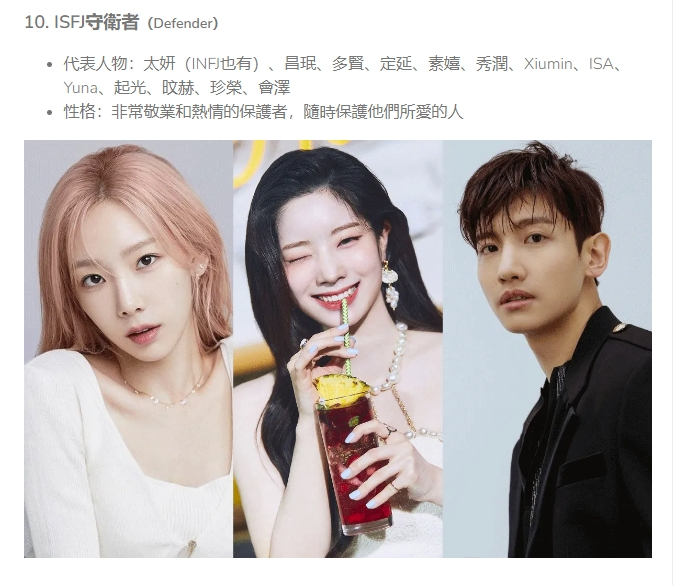 10. ISFJ守衛者（Defender）
代表人物：太妍（INFJ也有）、昌珉、多賢、定延、素嬉、秀潤、Xiumin、ISA、
Yuna、起光、旼赫、珍榮、會澤
性格：非常敬業和熱情的保護者，隨時保護他們所愛的人